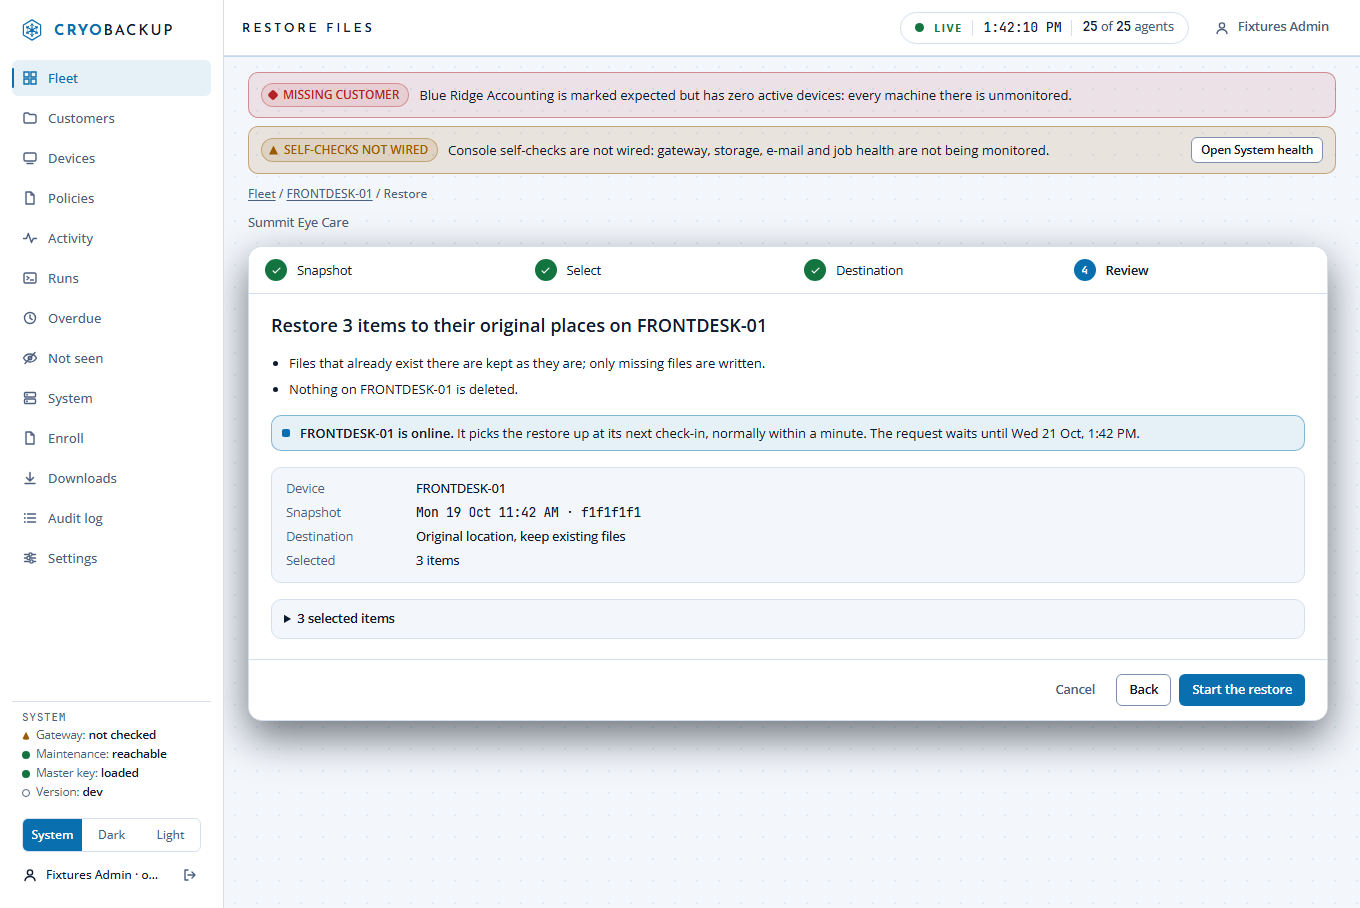 CRYOBACKUP
RESTORE FILES
LIVE 1:42:10 PM 25 of 25 agents
Fixtures Admin
Fleet
Customers
Devices
Policies
Activity
Runs
Overdue
Not seen
System
Enroll
Downloads
Audit log
Settings
SYSTEM
Gateway: not checked
Maintenance: reachable
Master key: loaded
Version: dev
System Dark Light
Fixtures Admin · o...
MISSING CUSTOMER Blue Ridge Accounting is marked expected but has zero active devices: every machine there is unmonitored.
SELF-CHECKS NOT WIRED Console self-checks are not wired: gateway, storage, e-mail and job health are not being monitored. Open System health
Fleet / FRONTDESK-01 / Restore
Summit Eye Care
Snapshot Select Destination 4 Review
Restore 3 items to their original places on FRONTDESK-01
• Files that already exist there are kept as they are; only missing files are written.
• Nothing on FRONTDESK-01 is deleted.
FRONTDESK-01 is online. It picks the restore up at its next check-in, normally within a minute. The request waits until Wed 21 Oct, 1:42 PM.
Device FRONTDESK-01
Snapshot Mon 19 Oct 11:42 AM · f1f1f1f1
Destination Original location, keep existing files
Selected 3 items
3 selected items
Cancel Back Start the restore